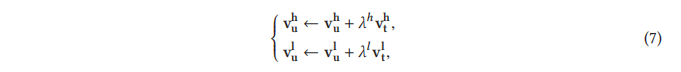 v_u^h ← v_u^h + λ^h v_t^h,
v_u^l ← v_u^l + λ^l v_t^l,
(7)